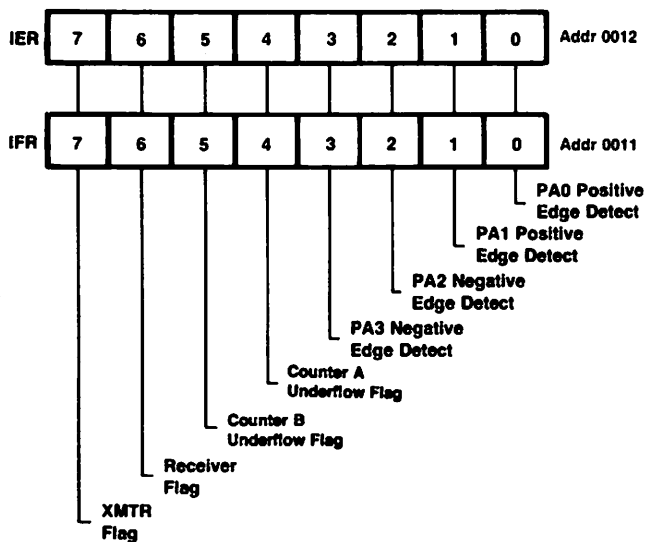 IER 7 6 5 4 3 2 1 0 Addr 0012
IFR 7 6 5 4 3 2 1 0 Addr 0011
PA0 Positive
Edge Detect
PA1 Positive
Edge Detect
PA2 Negative
Edge Detect
PA3 Negative
Edge Detect
Counter A
Underflow Flag
Counter B
Underflow Flag
Receiver
Flag
XMTR
Flag